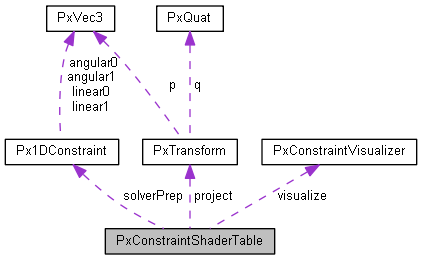 PxVec3
PxQuat
angular0
angular1
linear0
linear1
p
q
Px1DConstraint
PxTransform
PxConstraintVisualizer
solverPrep
project
visualize
PxConstraintShaderTable